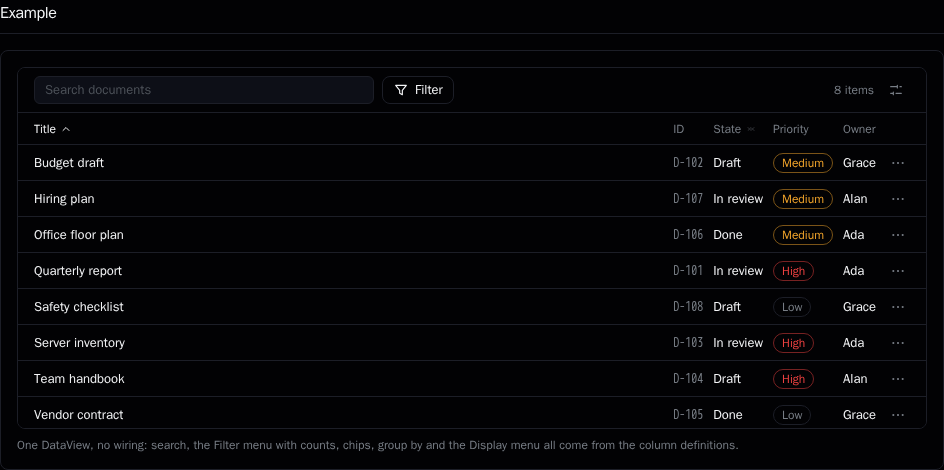 Example
Search documents Filter 8 items
Title ID State Priority Owner
Budget draft D-102 Draft Medium Grace
Hiring plan D-107 In review Medium Alan
Office floor plan D-106 Done Medium Ada
Quarterly report D-101 In review High Ada
Safety checklist D-108 Draft Low Grace
Server inventory D-103 In review High Ada
Team handbook D-104 Draft High Alan
Vendor contract D-105 Done Low Grace
One DataView, no wiring: search, the Filter menu with counts, chips, group by and the Display menu all come from the column definitions.